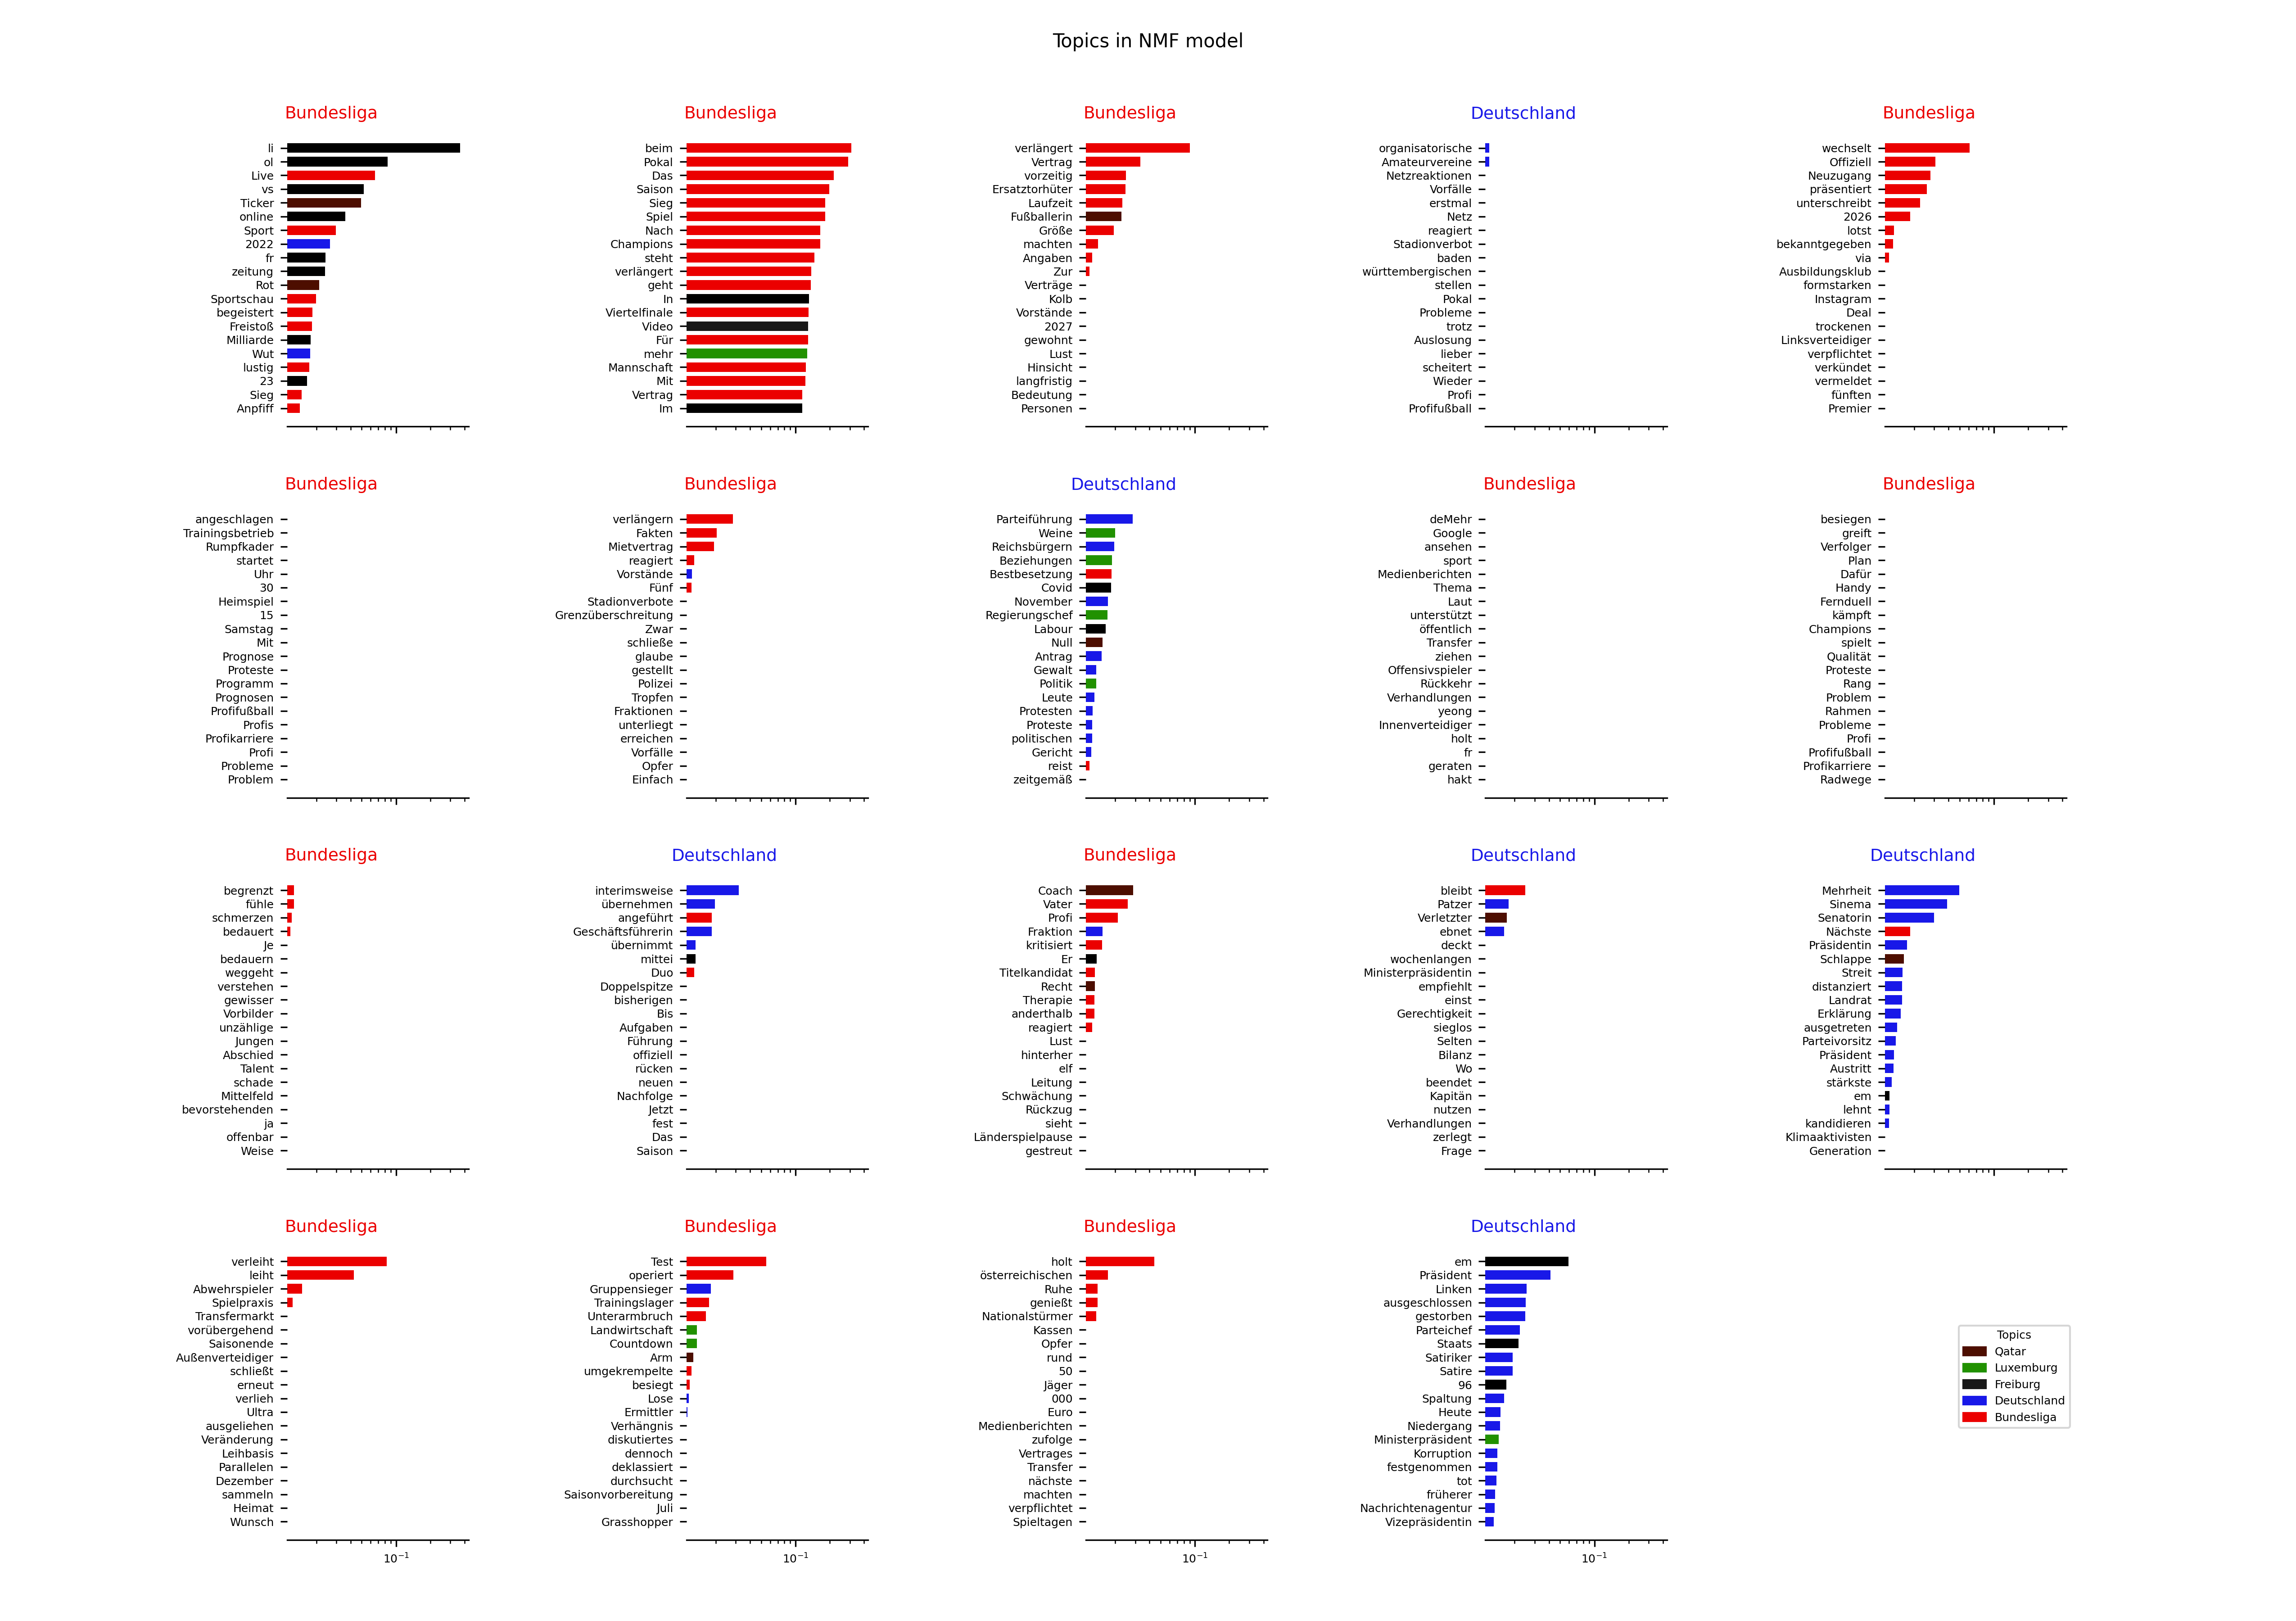 Topics in NMF model
Bundesliga
li
ol
Live
vs
Ticker
online
Sport
2022
fr
zeitung
Rot
Sportschau
begeistert
Freistoß
Milliarde
Wut
lustig
23
Sieg
Anpfiff
Bundesliga
beim
Pokal
Das
Saison
Sieg
Spiel
Nach
Champions
steht
verlängert
geht
In
Viertelfinale
Video
Für
mehr
Mannschaft
Mit
Vertrag
Im
Bundesliga
verlängert
Vertrag
vorzeitig
Ersatztorhüter
Laufzeit
Fußballerin
Größe
machten
Angaben
Zur
Verträge
Kolb
Vorstände
2027
gewohnt
Lust
Hinsicht
langfristig
Bedeutung
Personen
Deutschland
organisatorische
Amateurvereine
Netzreaktionen
Vorfälle
erstmal
Netz
reagiert
Stadionverbot
baden
württembergischen
stellen
Pokal
Probleme
trotz
Auslosung
lieber
scheitert
Wieder
Profi
Profifußball
Bundesliga
wechselt
Offiziell
Neuzugang
präsentiert
unterschreibt
2026
lotst
bekanntgegeben
via
Ausbildungsklub
formstarken
Instagram
Deal
trockenen
Linksverteidiger
verpflichtet
verkündet
vermeldet
fünften
Premier
Bundesliga
angeschlagen
Trainingsbetrieb
Rumpfkader
startet
Uhr
30
Heimspiel
15
Samstag
Mit
Prognose
Proteste
Programm
Prognosen
Profifußball
Profis
Profikarriere
Profi
Probleme
Problem
Bundesliga
verlängern
Fakten
Mietvertrag
reagiert
Vorstände
Fünf
Stadionverbote
Grenzüberschreitung
Zwar
schließe
glaube
gestellt
Polizei
Tropfen
Fraktionen
unterliegt
erreichen
Vorfälle
Opfer
Einfach
Deutschland
Parteiführung
Weine
Reichsbürgern
Beziehungen
Bestbesetzung
Covid
November
Regierungschef
Labour
Null
Antrag
Gewalt
Politik
Leute
Protesten
Proteste
politischen
Gericht
reist
zeitgemäß
Bundesliga
deMehr
Google
ansehen
sport
Medienberichten
Thema
Laut
unterstützt
öffentlich
Transfer
ziehen
Offensivspieler
Rückkehr
Verhandlungen
yeong
Innenverteidiger
holt
fr
geraten
hakt
Bundesliga
besiegen
greift
Verfolger
Plan
Dafür
Handy
Fernduell
kämpft
Champions
spielt
Qualität
Proteste
Rang
Problem
Rahmen
Probleme
Profi
Profifußball
Profikarriere
Radwege
Bundesliga
begrenzt
fühle
schmerzen
bedauert
Je
bedauern
weggeht
verstehen
gewisser
Vorbilder
unzählige
Jungen
Abschied
Talent
schade
Mittelfeld
bevorstehenden
ja
offenbar
Weise
Deutschland
interimsweise
übernehmen
angeführt
Geschäftsführerin
übernimmt
mittei
Duo
Doppelspitze
bisherigen
Bis
Aufgaben
Führung
offiziell
rücken
neuen
Nachfolge
Jetzt
fest
Das
Saison
Bundesliga
Coach
Vater
Profi
Fraktion
kritisiert
Er
Titelkandidat
Recht
Therapie
anderthalb
reagiert
Lust
hinterher
elf
Leitung
Schwächung
Rückzug
sieht
Länderspielpause
gestreut
Deutschland
bleibt
Patzer
Verletzter
ebnet
deckt
wochenlangen
Ministerpräsidentin
empfiehlt
einst
Gerechtigkeit
sieglos
Selten
Bilanz
Wo
beendet
Kapitän
nutzen
Verhandlungen
zerlegt
Frage
Deutschland
Mehrheit
Sinema
Senatorin
Nächste
Präsidentin
Schlappe
Streit
distanziert
Landrat
Erklärung
ausgetreten
Parteivorsitz
Präsident
Austritt
stärkste
em
lehnt
kandidieren
Klimaaktivisten
Generation
Bundesliga
verleiht
leiht
Abwehrspieler
Spielpraxis
Transfermarkt
vorübergehend
Saisonende
Außenverteidiger
schließt
erneut
verlieh
Ultra
ausgeliehen
Veränderung
Leihbasis
Parallelen
Dezember
sammeln
Heimat
Wunsch
10⁻¹
Bundesliga
Test
operiert
Gruppensieger
Trainingslager
Unterarmbruch
Landwirtschaft
Countdown
Arm
umgekrempelte
besiegt
Lose
Ermittler
Verhängnis
diskutiertes
dennoch
deklassiert
durchsucht
Saisonvorbereitung
Juli
Grasshopper
10⁻¹
Bundesliga
holt
österreichischen
Ruhe
genießt
Nationalstürmer
Kassen
Opfer
rund
50
Jäger
000
Euro
Medienberichten
zufolge
Vertrages
Transfer
nächste
machten
verpflichtet
Spieltagen
10⁻¹
Deutschland
em
Präsident
Linken
ausgeschlossen
gestorben
Parteichef
Staats
Satiriker
Satire
96
Spaltung
Heute
Niedergang
Ministerpräsident
Korruption
festgenommen
tot
früherer
Nachrichtenagentur
Vizepräsidentin
10⁻¹
Topics
Qatar
Luxemburg
Freiburg
Deutschland
Bundesliga